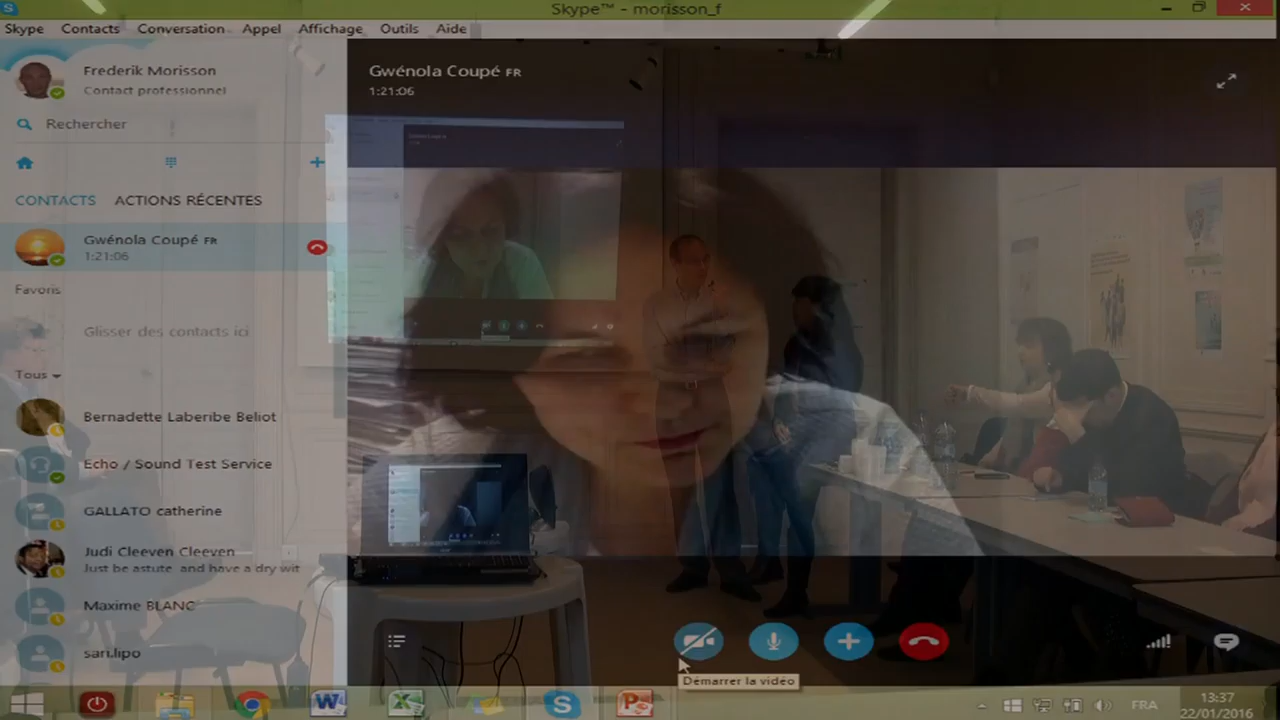 Skype™ - morisson_f
Skype Contacts Conversation Appel Affichage Outils Aide
Frederik Morisson
Contact professionnel
Rechercher
CONTACTS ACTIONS RÉCENTES
Gwénola Coupé FR
1:21:06
Favoris
Glisser des contacts ici
Tous
Bernadette Laberibe Beliot
Echo / Sound Test Service
GALLATO catherine
Judi Cleeven Cleeven
Just be astute and have a dry wit
Maxime BLANC
sari.lipo
Gwénola Coupé FR
1:21:06
Démarrer la vidéo
FRA
13:37
22/01/2016